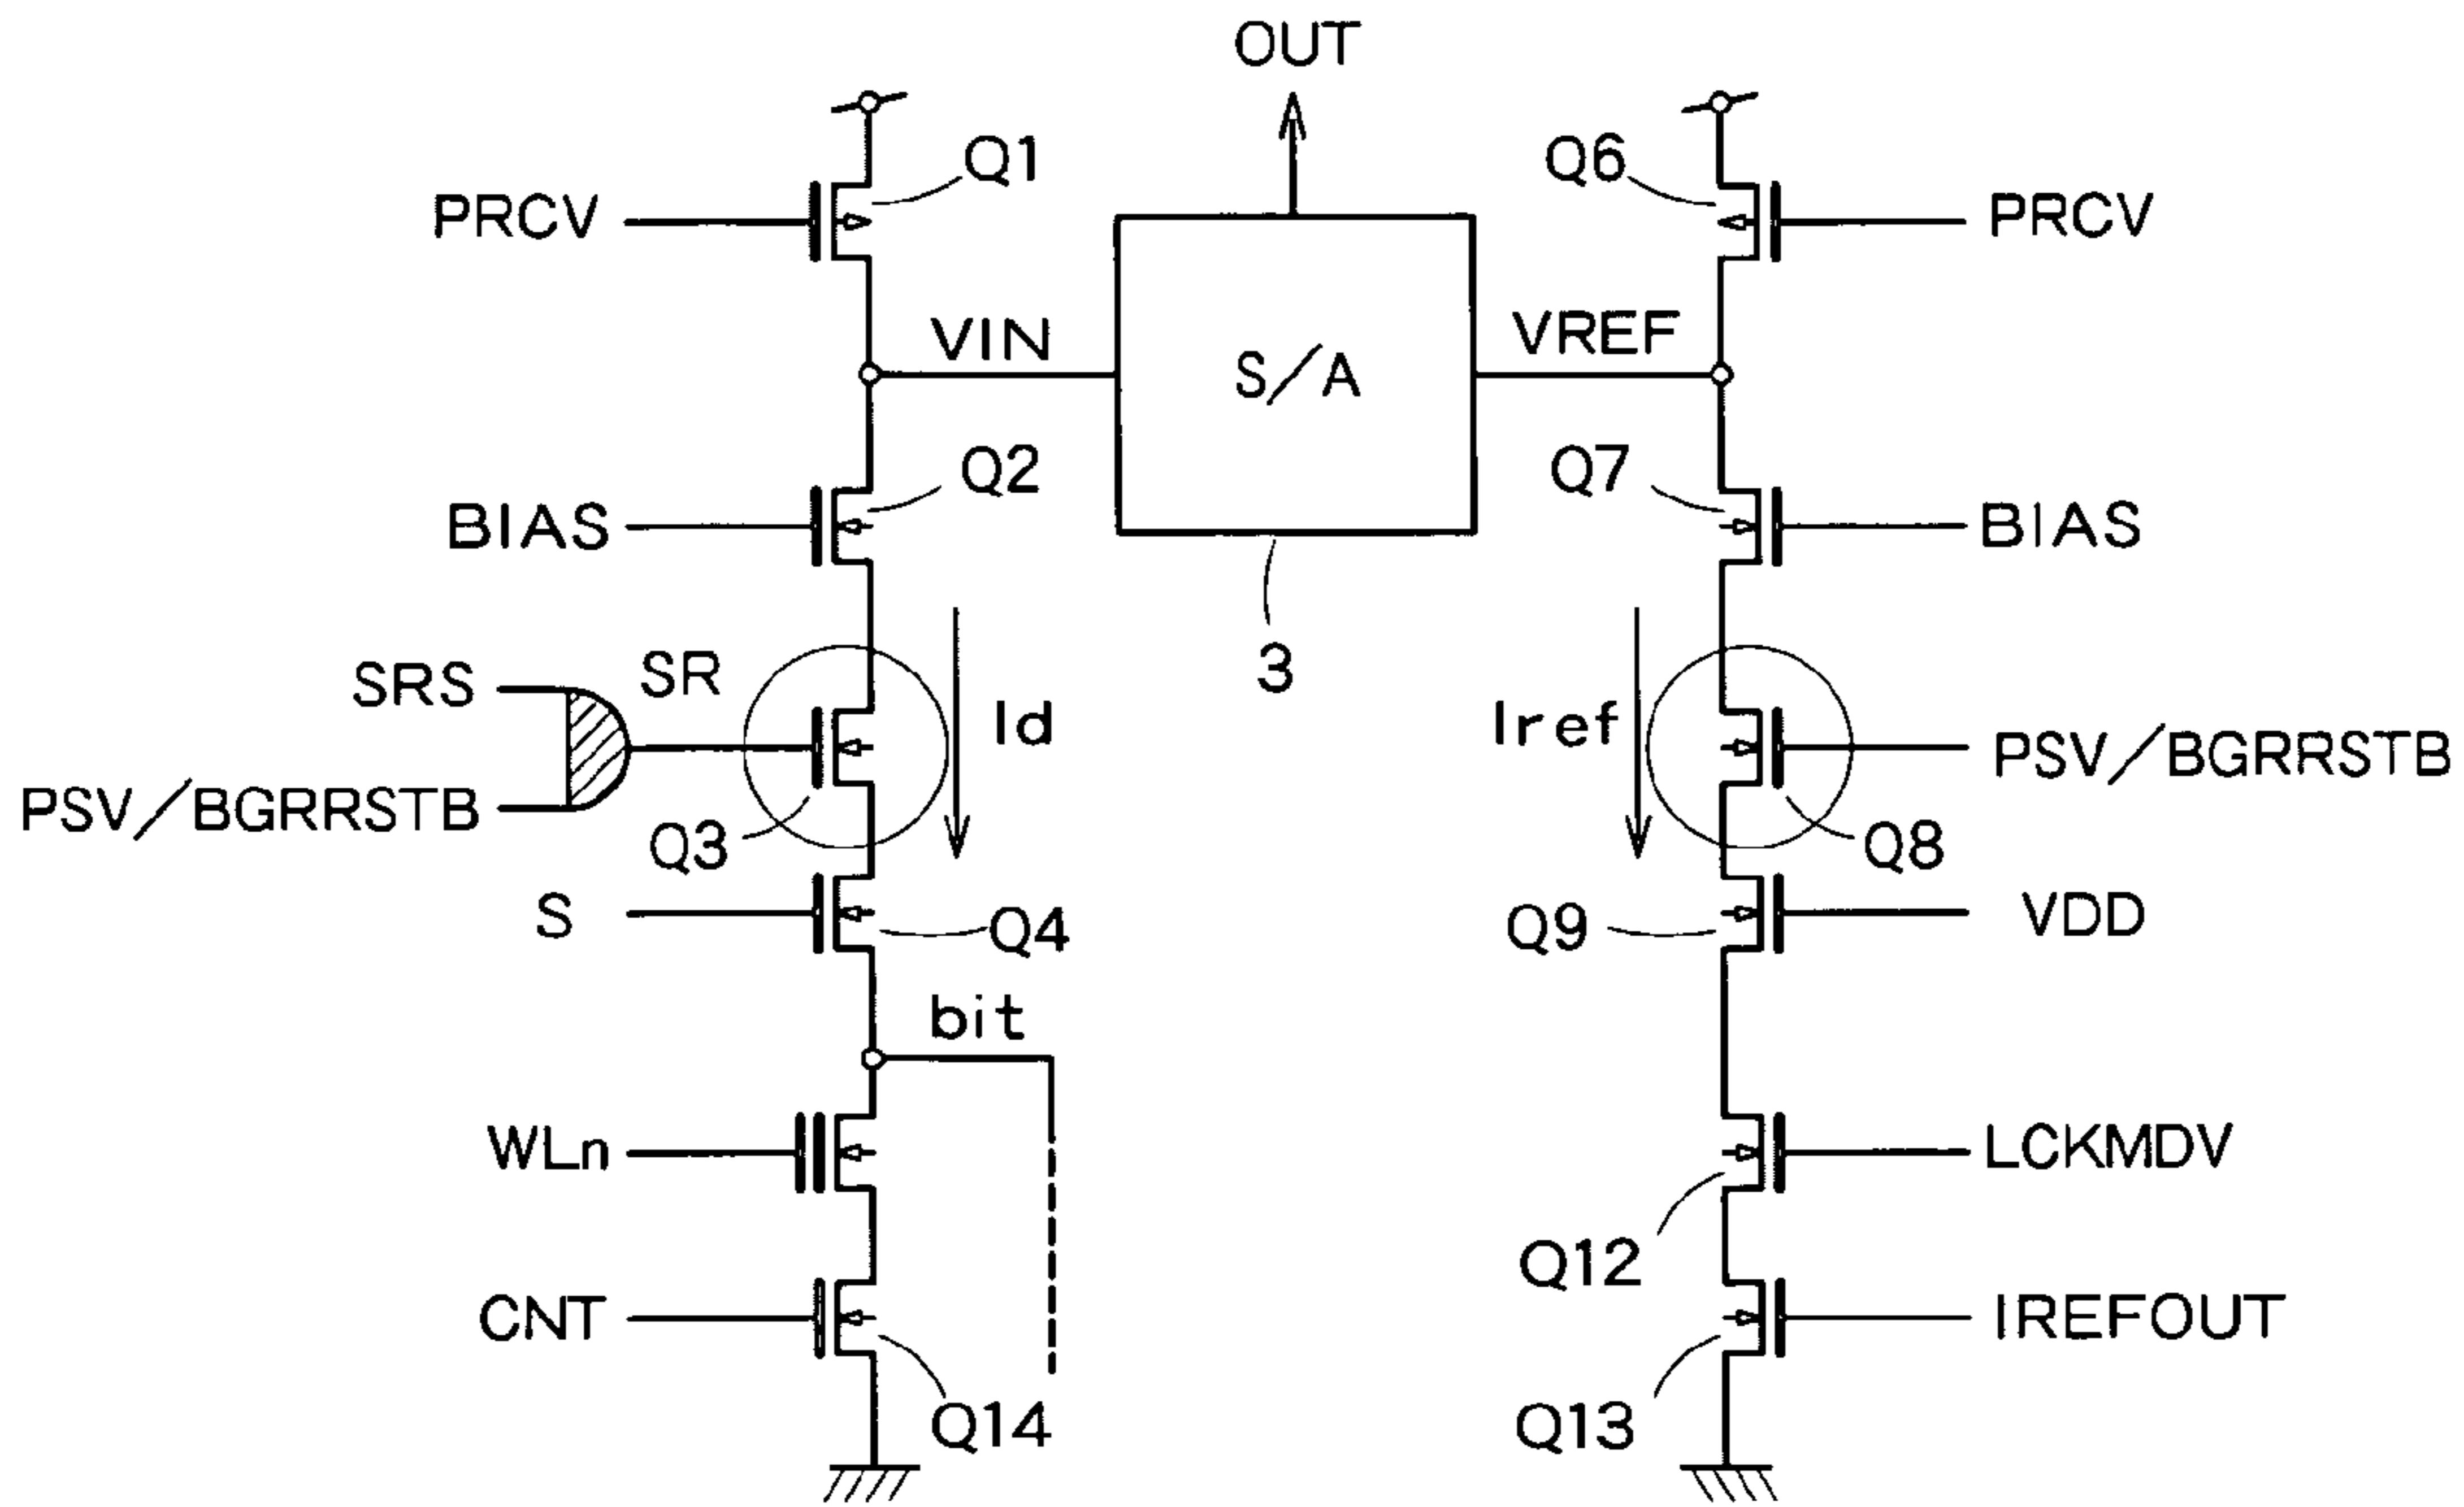 OUT
Q1
Q6
PRCV
PRCV
VIN
VREF
S/A
Q2
Q7
BIAS
BIAS
3
SRS
SR
Id
Iref
PSV/BGRRSTB
PSV/BGRRSTB
Q3
Q8
S
Q4
Q9
VDD
bit
WLn
LCKMDV
Q12
CNT
IREFOUT
Q14
Q13